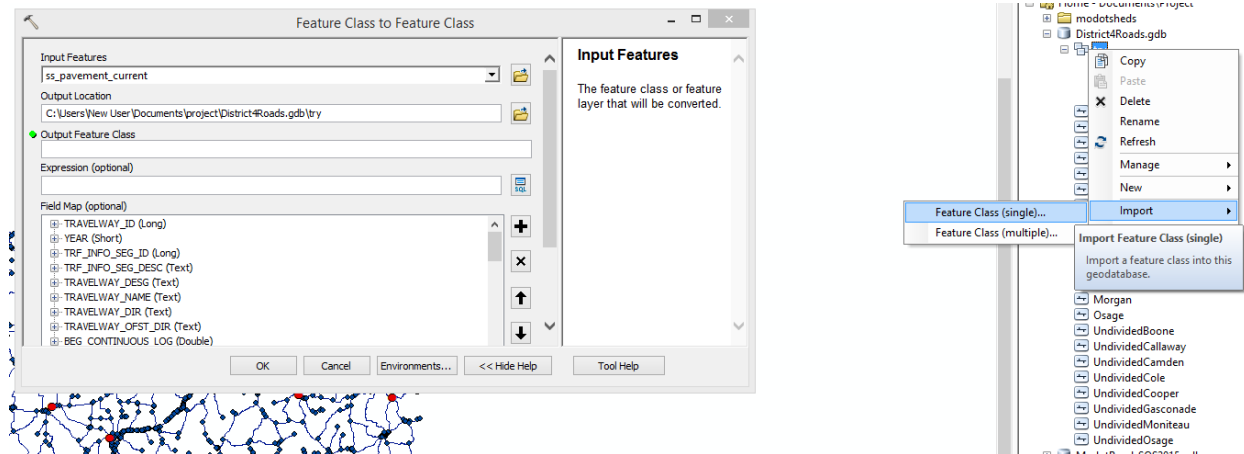 Feature Class to Feature Class
Input Features
ss_pavement_current
Output Location
C:\Users\New User\Documents\project\District4Roads.gdb\try
Output Feature Class
Expression (optional)
SQL
Field Map (optional)
TRAVELWAY_ID (Long)
YEAR (Short)
TRF_INFO_SEG_ID (Long)
TRF_INFO_SEG_DESC (Text)
TRAVELWAY_DESG (Text)
TRAVELWAY_NAME (Text)
TRAVELWAY_DIR (Text)
TRAVELWAY_OFST_DIR (Text)
BEG_CONTINUOUS_LOG (Double)
OK
Cancel
Environments...
<< Hide Help
Tool Help
Input Features
The feature class or feature
layer that will be converted.
Home - Documents\Project
modotsheds
District4Roads.gdb
Copy
Paste
Delete
Rename
Refresh
Manage
New
Import
Feature Class (single)...
Feature Class (multiple)...
Import Feature Class (single)
Import a feature class into this
geodatabase.
Morgan
Osage
UndividedBoone
UndividedCallaway
UndividedCamden
UndividedCole
UndividedCooper
UndividedGasconade
UndividedMoniteau
UndividedOsage